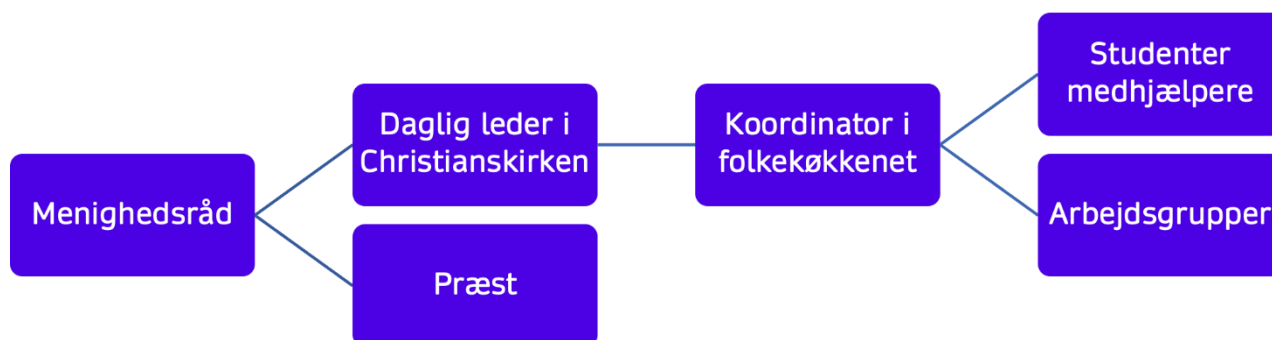 Menighedsråd
Daglig leder i
Christianskirken
Præst
Koordinator i
folkekøkkenet
Studenter
medhjælpere
Arbejdsgrupper